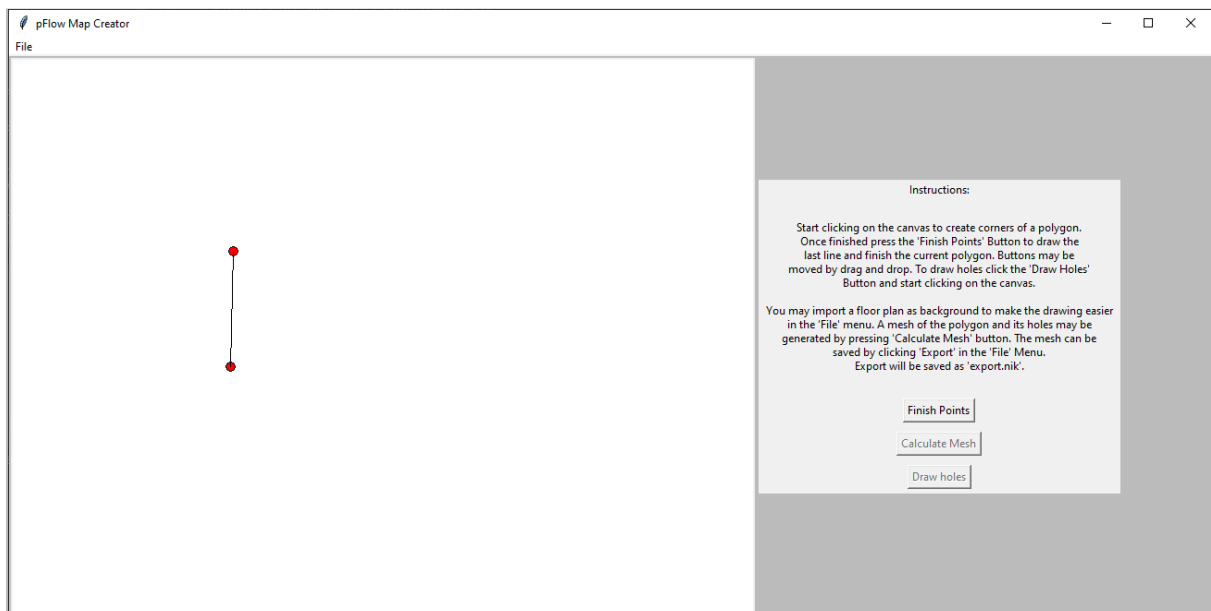 pFlow Map Creator
File
Instructions:
Start clicking on the canvas to create corners of a polygon.
Once finished press the 'Finish Points' Button to draw the
last line and finish the current polygon. Buttons may be
moved by drag and drop. To draw holes click the 'Draw Holes'
Button and start clicking on the canvas.
You may import a floor plan as background to make the drawing easier
in the 'File' menu. A mesh of the polygon and its holes may be
generated by pressing 'Calculate Mesh' button. The mesh can be
saved by clicking 'Export' in the 'File' Menu.
Export will be saved as 'export.nik'.
Finish Points
Calculate Mesh
Draw holes